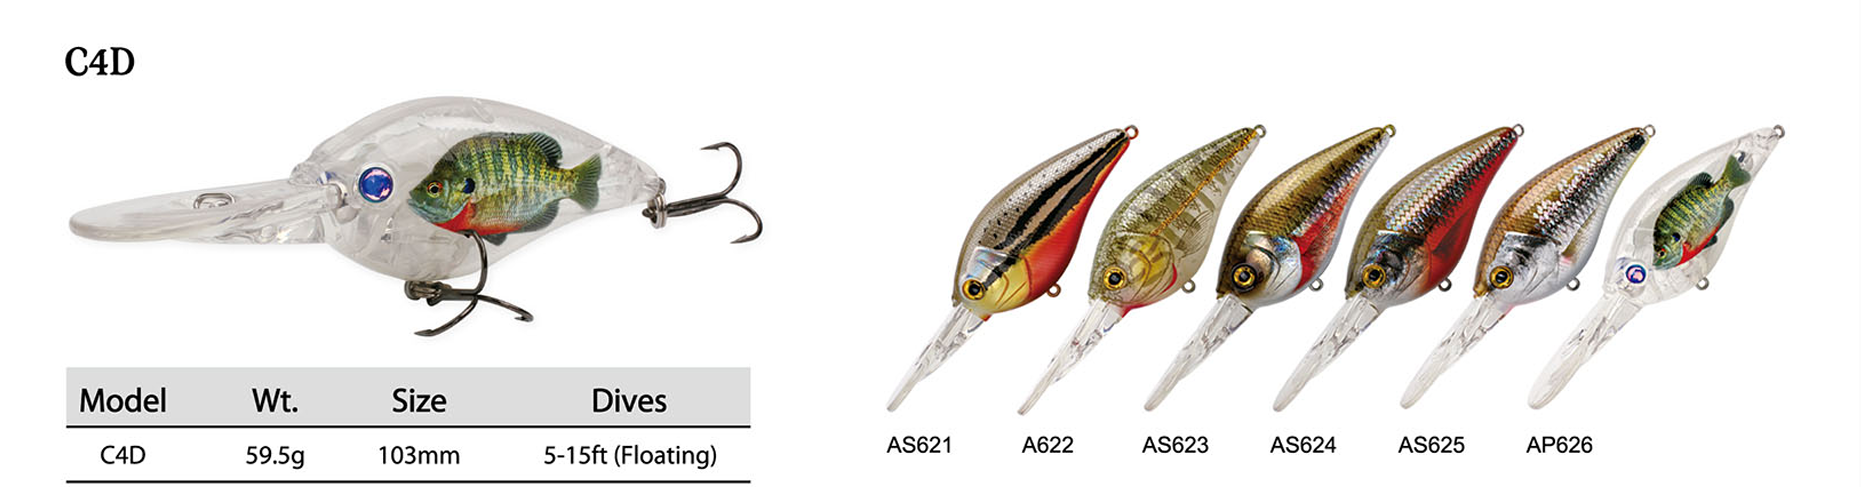 C4D
Model Wt. Size Dives
C4D 59.5g 103mm 5-15ft (Floating)
AS621 A622 AS623 AS624 AS625 AP626